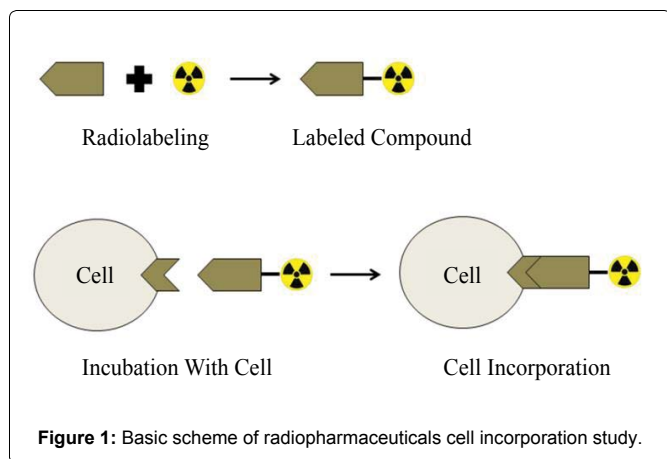 Radiolabeling Labeled Compound
Cell Cell
Incubation With Cell Cell Incorporation
Figure 1: Basic scheme of radiopharmaceuticals cell incorporation study.